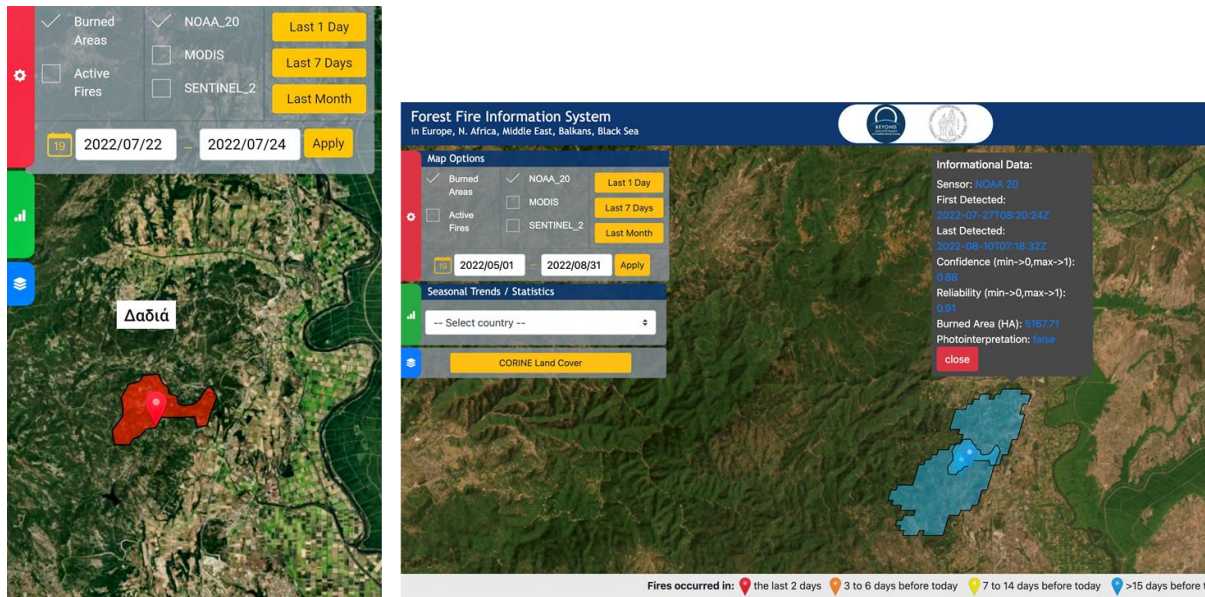 Burned
Areas
NOAA_20
Last 1 Day
MODIS
Last 7 Days
Active
Fires
SENTINEL_2
Last Month
19
2022/07/22
–
2022/07/24
Apply
Δαδιά
Forest Fire Information System
in Europe, N. Africa, Middle East, Balkans, Black Sea
BEYOND
Map Options
Burned
Areas
NOAA_20
Last 1 Day
MODIS
Last 7 Days
Active
Fires
SENTINEL_2
Last Month
19
2022/05/01
–
2022/08/31
Apply
Seasonal Trends / Statistics
-- Select country --
CORINE Land Cover
Informational Data:
Sensor: NOAA 20
First Detected:
2022-07-27T08:20:24Z
Last Detected:
2022-08-10T07:18:32Z
Confidence (min->0,max->1):
0.88
Reliability (min->0,max->1):
0.91
Burned Area (HA): 5167.71
Photointerpretation: false
close
Fires occurred in: the last 2 days 3 to 6 days before today 7 to 14 days before today >15 days before